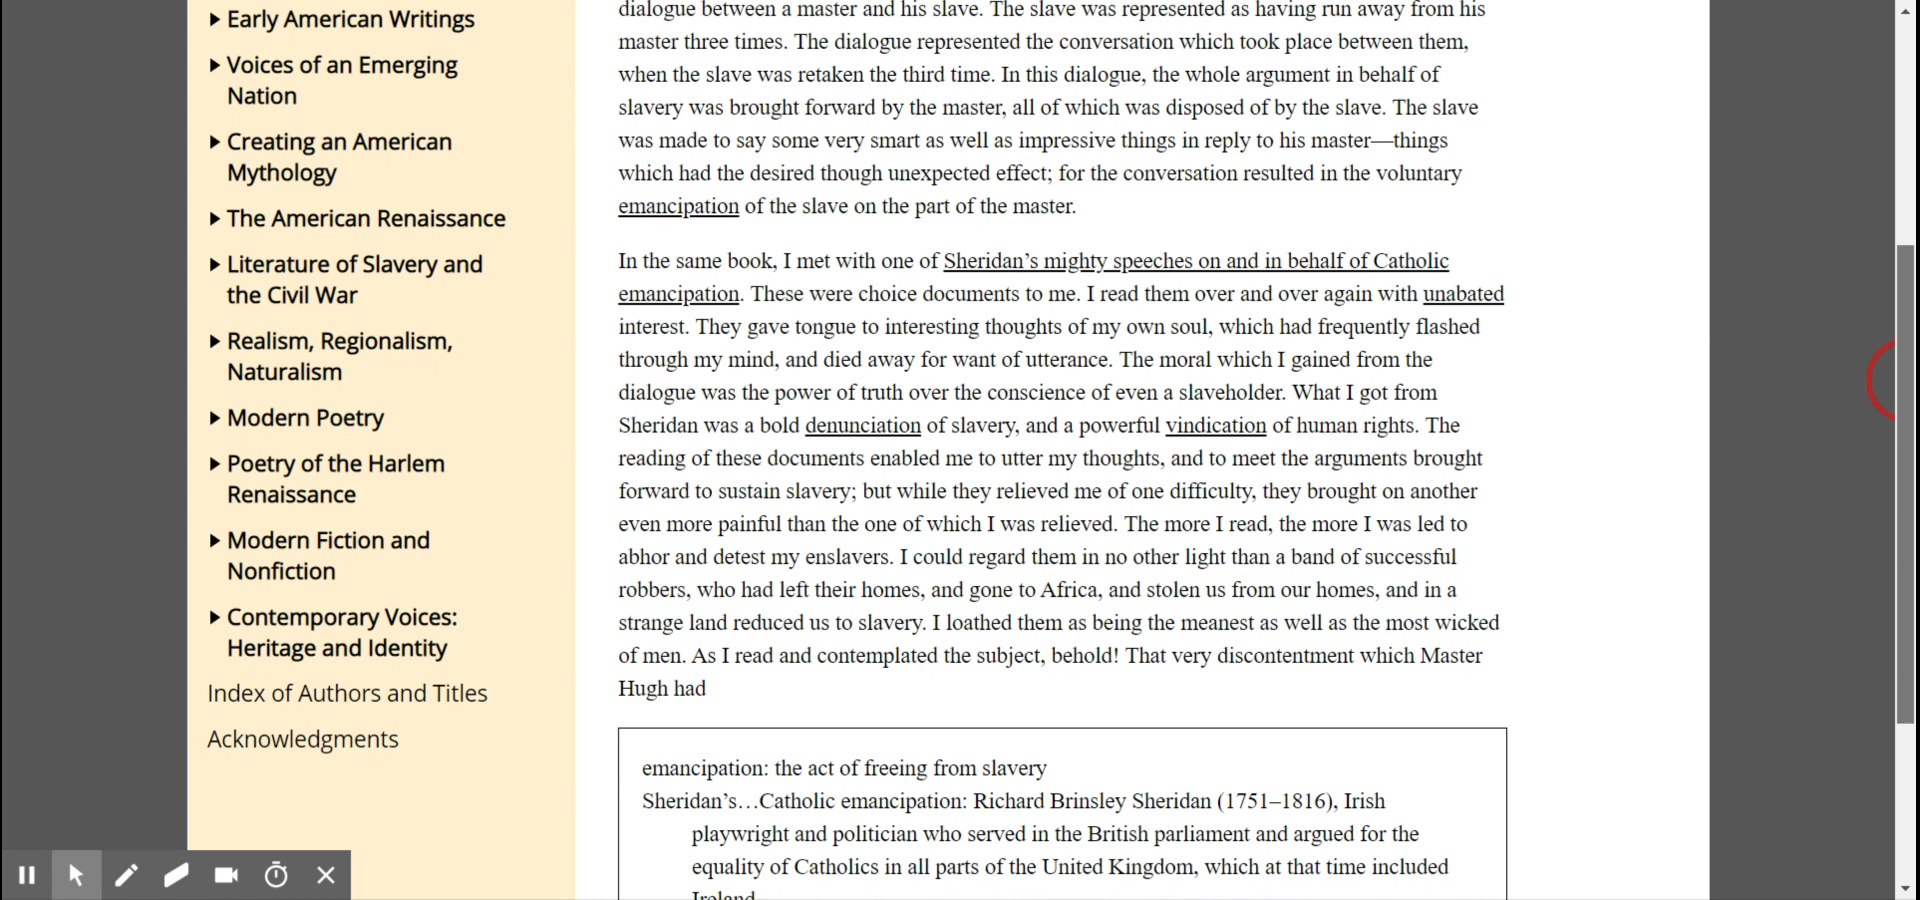 Early American Writings
Voices of an Emerging
Nation
Creating an American
Mythology
The American Renaissance
Literature of Slavery and
the Civil War
Realism, Regionalism,
Naturalism
Modern Poetry
Poetry of the Harlem
Renaissance
Modern Fiction and
Nonfiction
Contemporary Voices:
Heritage and Identity
Index of Authors and Titles
Acknowledgments
dialogue between a master and his slave. The slave was represented as having run away from his
master three times. The dialogue represented the conversation which took place between them,
when the slave was retaken the third time. In this dialogue, the whole argument in behalf of
slavery was brought forward by the master, all of which was disposed of by the slave. The slave
was made to say some very smart as well as impressive things in reply to his master—things
which had the desired though unexpected effect; for the conversation resulted in the voluntary
emancipation of the slave on the part of the master.
In the same book, I met with one of Sheridan’s mighty speeches on and in behalf of Catholic
emancipation. These were choice documents to me. I read them over and over again with unabated
interest. They gave tongue to interesting thoughts of my own soul, which had frequently flashed
through my mind, and died away for want of utterance. The moral which I gained from the
dialogue was the power of truth over the conscience of even a slaveholder. What I got from
Sheridan was a bold denunciation of slavery, and a powerful vindication of human rights. The
reading of these documents enabled me to utter my thoughts, and to meet the arguments brought
forward to sustain slavery; but while they relieved me of one difficulty, they brought on another
even more painful than the one of which I was relieved. The more I read, the more I was led to
abhor and detest my enslavers. I could regard them in no other light than a band of successful
robbers, who had left their homes, and gone to Africa, and stolen us from our homes, and in a
strange land reduced us to slavery. I loathed them as being the meanest as well as the most wicked
of men. As I read and contemplated the subject, behold! That very discontentment which Master
Hugh had
emancipation: the act of freeing from slavery
Sheridan’s…Catholic emancipation: Richard Brinsley Sheridan (1751–1816), Irish
playwright and politician who served in the British parliament and argued for the
equality of Catholics in all parts of the United Kingdom, which at that time included
Ireland